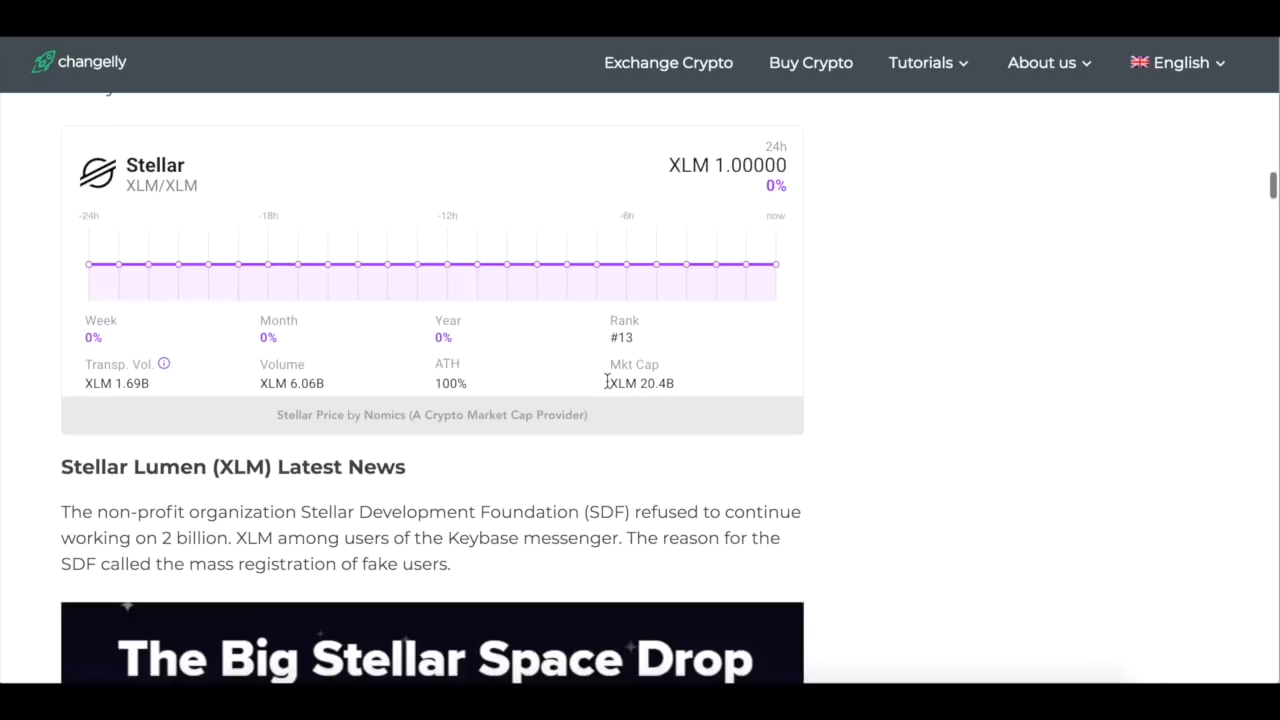 changelly
Exchange Crypto Buy Crypto Tutorials About us English
Stellar
XLM/XLM
24h
XLM 1.00000
0%
-24h -18h -12h -6h now
Week Month Year Rank
0% 0% 0% #13
Transp. Vol. Volume ATH Mkt Cap
XLM 1.69B XLM 6.06B 100% XLM 20.4B
Stellar Price by Nomics (A Crypto Market Cap Provider)
Stellar Lumen (XLM) Latest News
The non-profit organization Stellar Development Foundation (SDF) refused to continue
working on 2 billion. XLM among users of the Keybase messenger. The reason for the
SDF called the mass registration of fake users.
The Big Stellar Space Drop